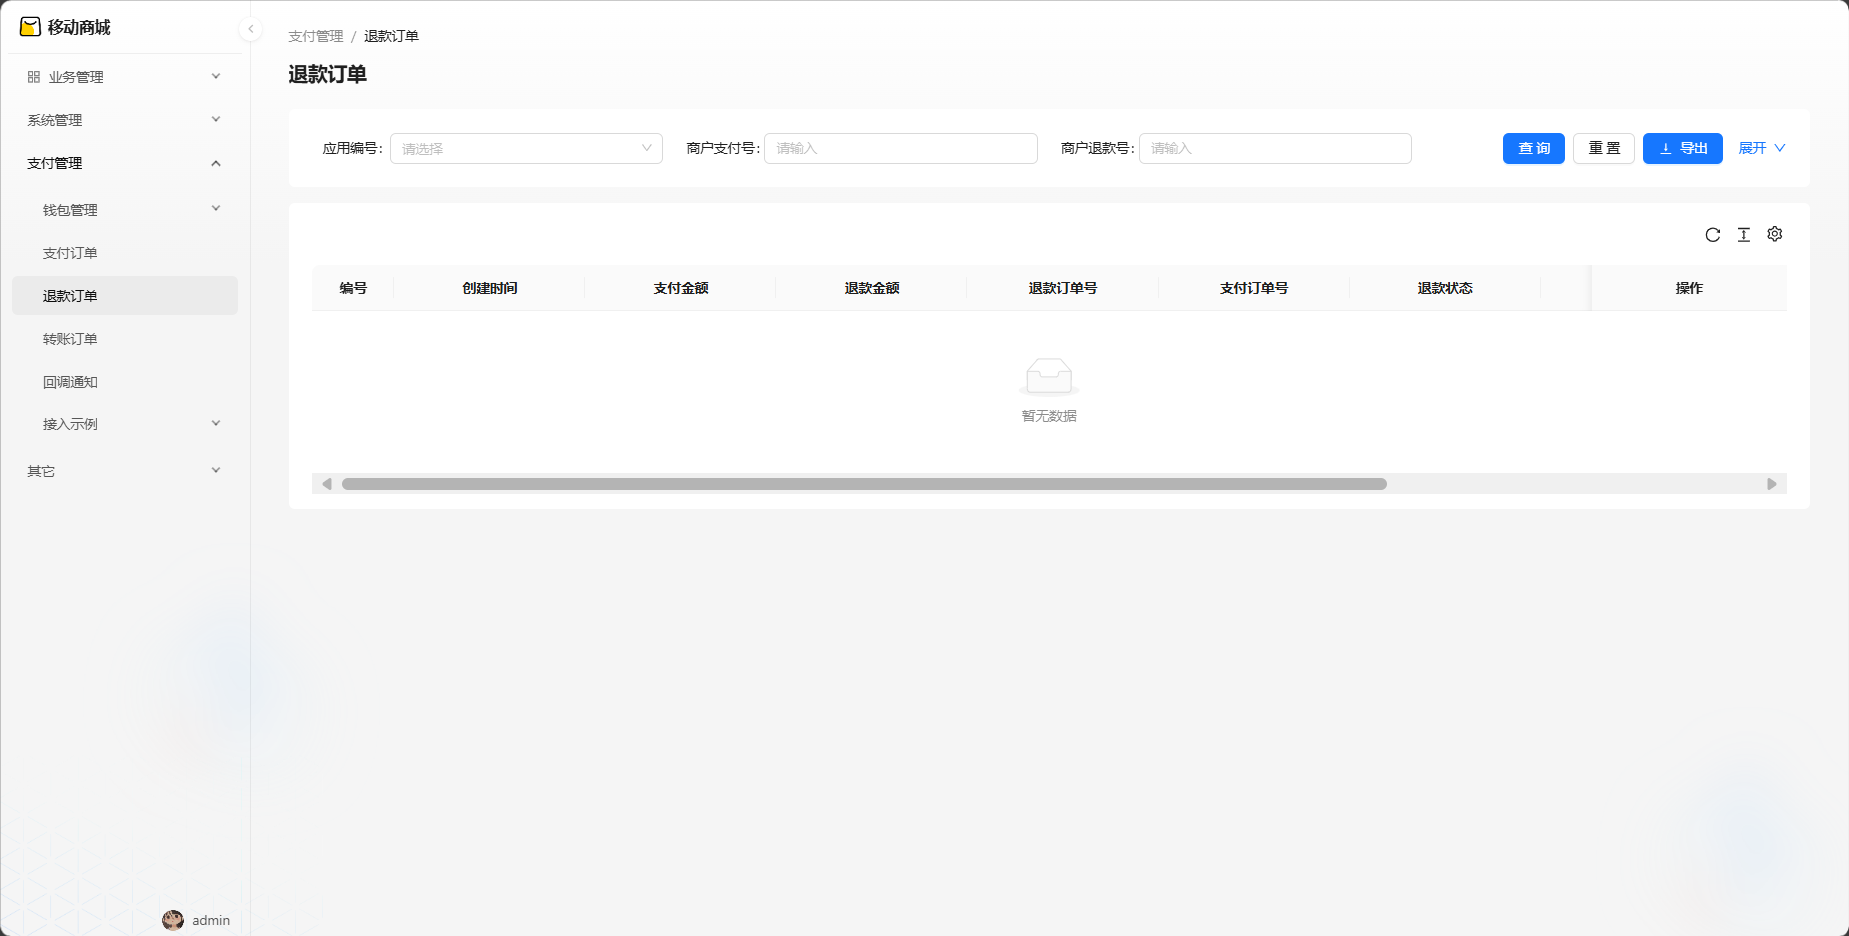 移动商城
业务管理
系统管理
支付管理
钱包管理
支付订单
退款订单
转账订单
回调通知
接入示例
其它
admin
支付管理 / 退款订单
退款订单
应用编号: 请选择 商户支付号: 请输入 商户退款号: 请输入 查 询 重 置 导出 展开
编号 创建时间 支付金额 退款金额 退款订单号 支付订单号 退款状态 操作
暂无数据